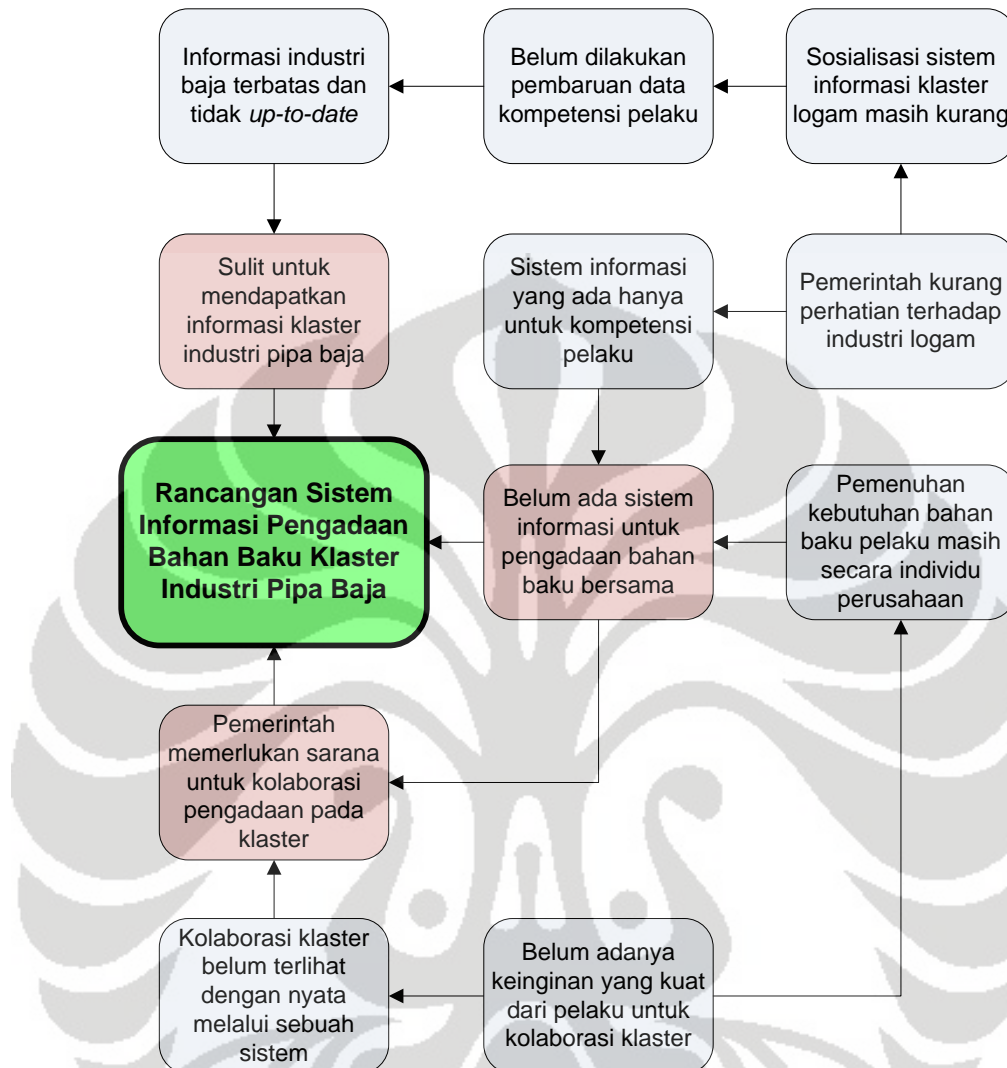 Informasi industri
baja terbatas dan
tidak up-to-date
Belum dilakukan
pembaruan data
kompetensi pelaku
Sosialisasi sistem
informasi klaster
logam masih kurang
Sulit untuk
mendapatkan
informasi klaster
industri pipa baja
Sistem informasi
yang ada hanya
untuk kompetensi
pelaku
Pemerintah kurang
perhatian terhadap
industri logam
Rancangan Sistem
Informasi Pengadaan
Bahan Baku Klaster
Industri Pipa Baja
Belum ada sistem
informasi untuk
pengadaan bahan
baku bersama
Pemenuhan
kebutuhan bahan
baku pelaku masih
secara individu
perusahaan
Pemerintah
memerlukan sarana
untuk kolaborasi
pengadaan pada
klaster
Kolaborasi klaster
belum terlihat
dengan nyata
melalui sebuah
sistem
Belum adanya
keinginan yang kuat
dari pelaku untuk
kolaborasi klaster